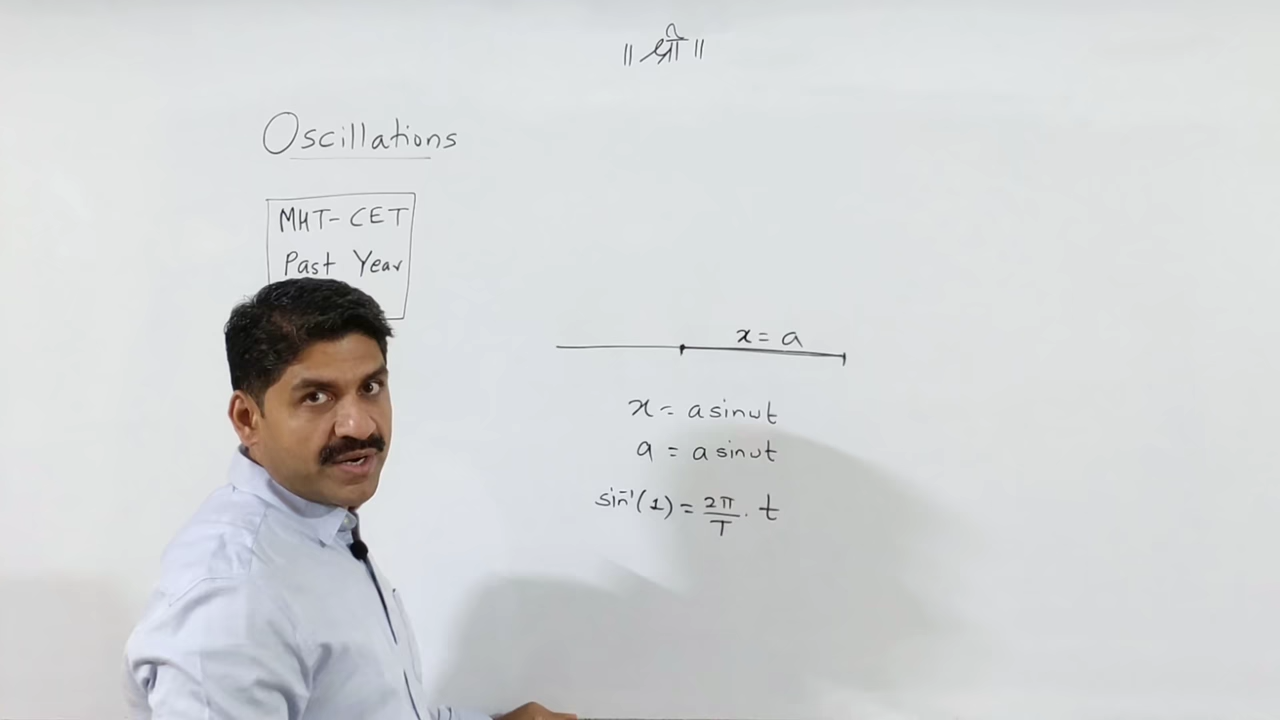 ॥ श्री ॥
Oscillations
MHT-CET
Past Year
x = a
x = a sinωt
a = a sinωt
sin⁻¹(1) = 2π/T · t